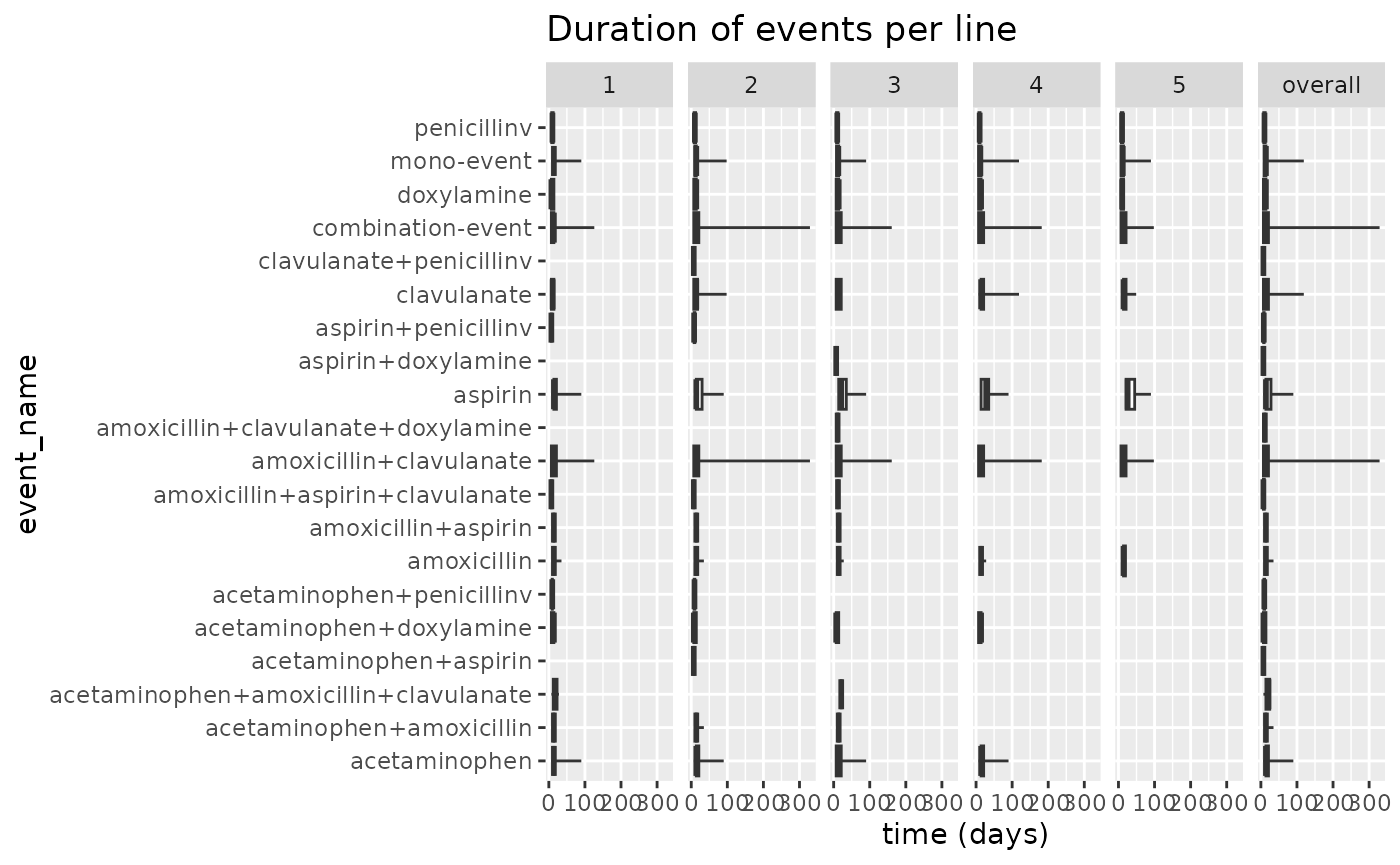 Duration of events per line
1 2 3 4 5 overall
penicillinv
mono-event
doxylamine
combination-event
clavulanate+penicillinv
clavulanate
aspirin+penicillinv
aspirin+doxylamine
aspirin
amoxicillin+clavulanate+doxylamine
amoxicillin+clavulanate
amoxicillin+aspirin+clavulanate
amoxicillin+aspirin
amoxicillin
acetaminophen+penicillinv
acetaminophen+doxylamine
acetaminophen+aspirin
acetaminophen+amoxicillin+clavulanate
acetaminophen+amoxicillin
acetaminophen
event_name
0 100 200 300 0 100 200 300 0 100 200 300 0 100 200 300 0 100 200 300 0 100 200 300
time (days)